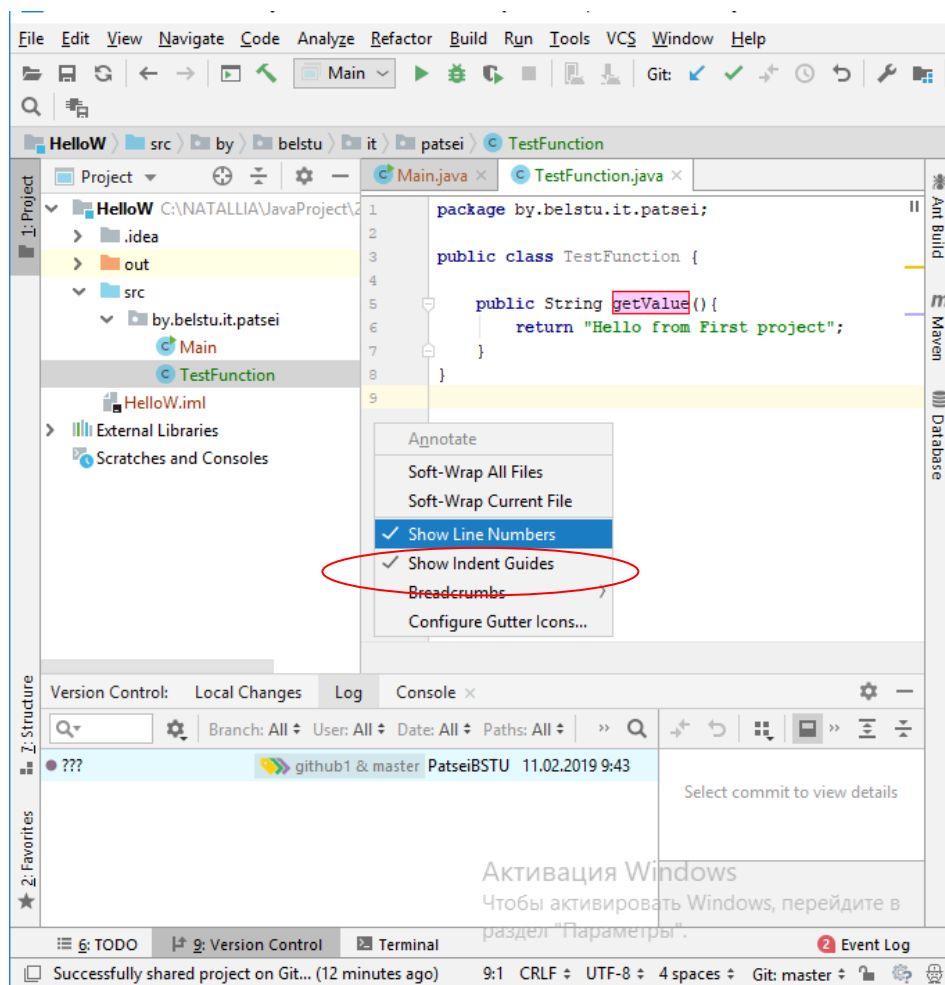 File Edit View Navigate Code Analyze Refactor Build Run Tools VCS Window Help
Main Git:
HelloW src by belstu it patsei TestFunction
1: Project
Project
Main.java TestFunction.java
HelloW C:\NATALLIA\JavaProject\2
.idea
out
src
by.belstu.it.patsei
Main
TestFunction
HelloW.iml
External Libraries
Scratches and Consoles
1 package by.belstu.it.patsei;
2
3 public class TestFunction {
4
5 public String getValue(){
6 return "Hello from First project";
7 }
8 }
9
Annotate
Soft-Wrap All Files
Soft-Wrap Current File
Show Line Numbers
Show Indent Guides
Breadcrumbs
Configure Gutter Icons...
Ant Build
m Maven
Database
7: Structure
2: Favorites
Version Control: Local Changes Log Console
Branch: All User: All Date: All Paths: All
??? github1 & master PatseiBSTU 11.02.2019 9:43
Select commit to view details
Активация Windows
Чтобы активировать Windows, перейдите в
раздел "Параметры".
6: TODO 9: Version Control Terminal 2 Event Log
Successfully shared project on Git... (12 minutes ago) 9:1 CRLF UTF-8 4 spaces Git: master